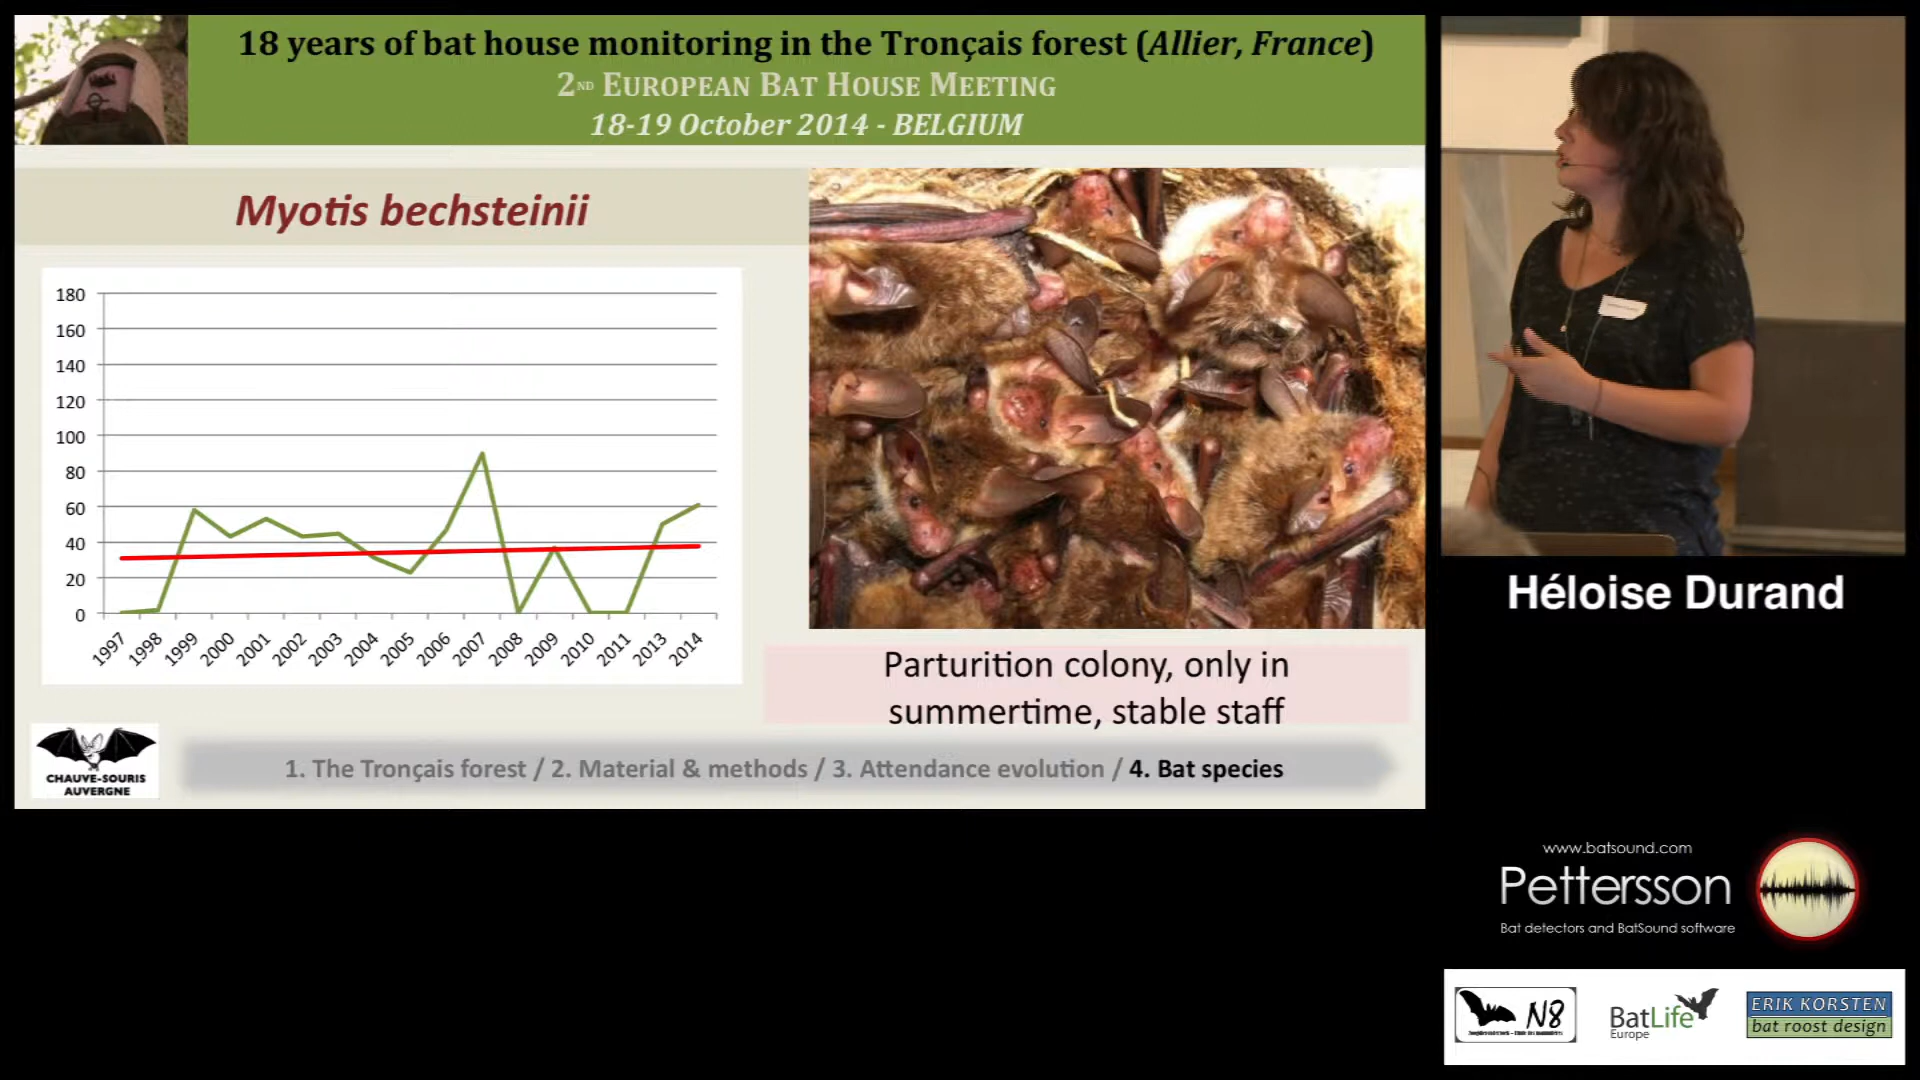 18 years of bat house monitoring in the Tronçais forest (Allier, France)
2ND EUROPEAN BAT HOUSE MEETING
18-19 October 2014 - BELGIUM
Myotis bechsteinii
180
160
140
120
100
80
60
40
20
0
1997 1998 1999 2000 2001 2002 2003 2004 2005 2006 2007 2008 2009 2010 2011 2013 2014
Parturition colony, only in
summertime, stable staff
CHAUVE-SOURIS
AUVERGNE
1. The Tronçais forest / 2. Material & methods / 3. Attendance evolution / 4. Bat species
Héloise Durand
www.batsound.com
Pettersson
Bat detectors and BatSound software
N8
BatLife
Europe
ERIK KORSTEN
bat roost design